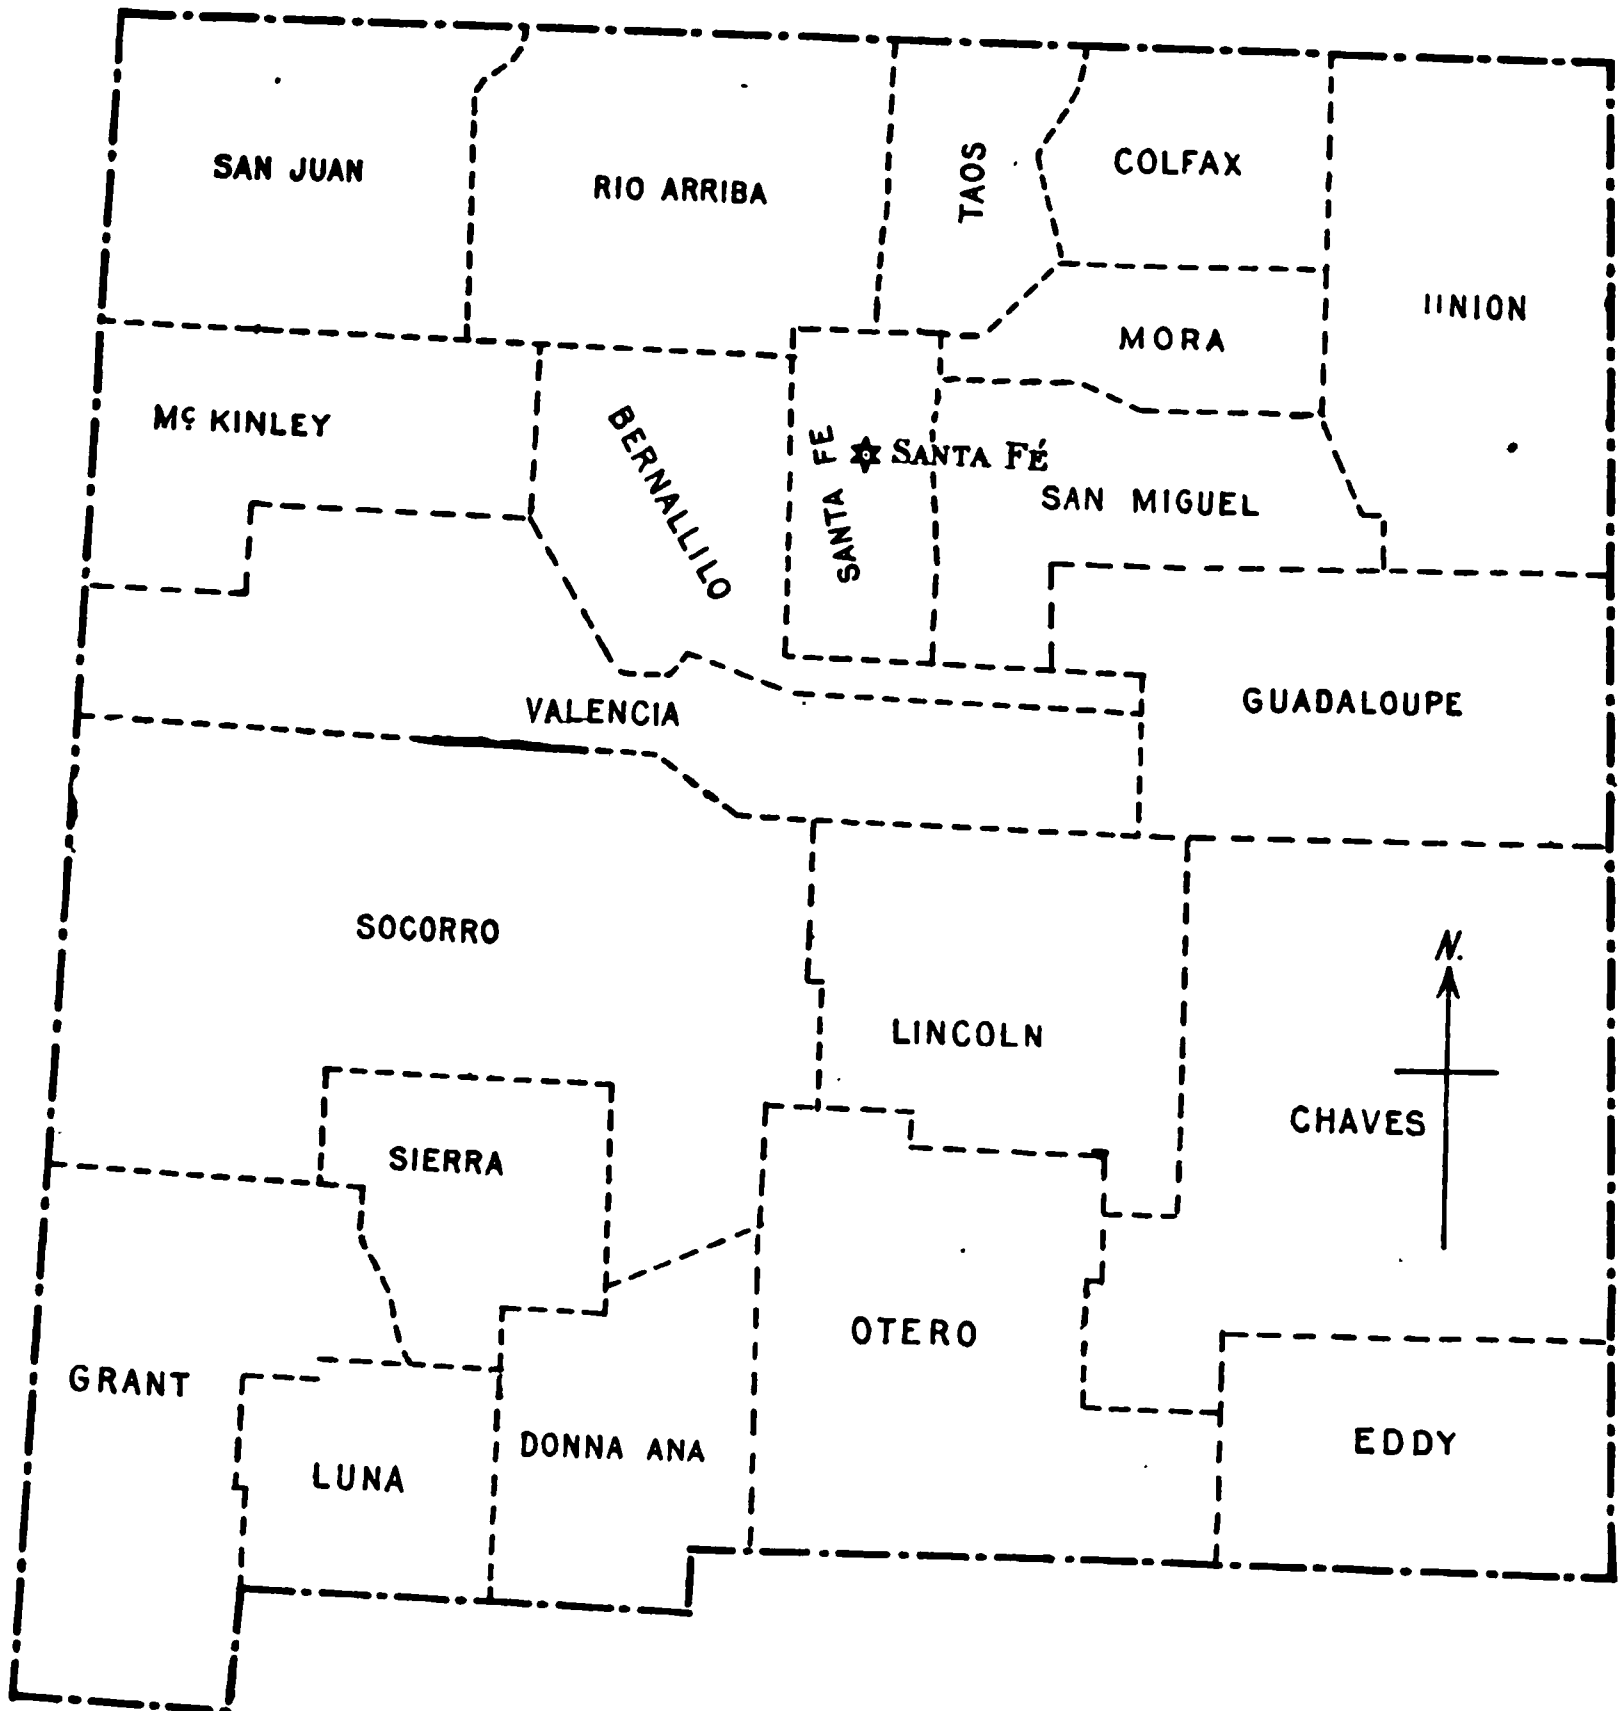 SAN JUAN
RIO ARRIBA
TAOS
COLFAX
IINION
MORA
Mc KINLEY
BERNALLILO
SANTA FE
SANTA FÉ
SAN MIGUEL
VALENCIA
GUADALOUPE
SOCORRO
N.
LINCOLN
CHAVES
SIERRA
OTERO
GRANT
DONNA ANA
EDDY
LUNA